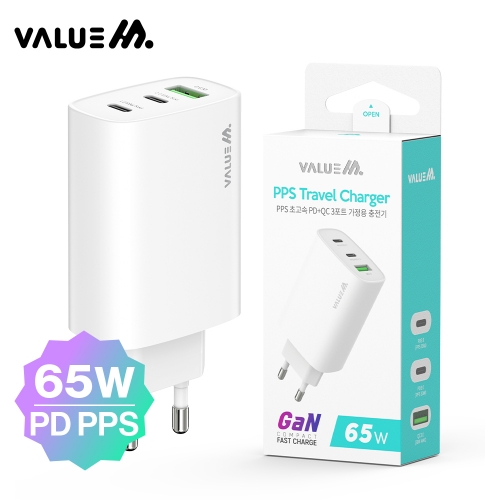 VALUE M.
VALUE M.
65W
PD PPS
OPEN
VALUE M.
PPS Travel Charger
PPS 초고속 PD+QC 3포트 가정용 충전기
VALUE M.
GaN
COMPACT
FAST CHARGE
65W